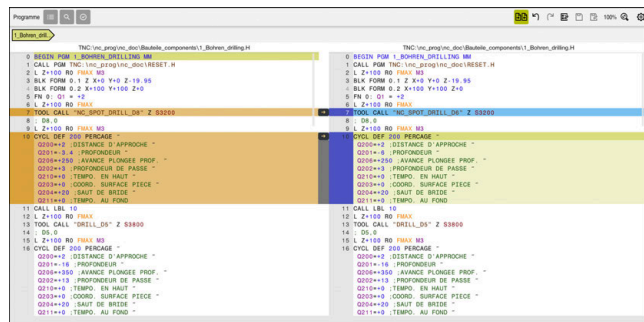 Programme
100%
1_Bohren_drill...
TNC:\nc_prog\nc_doc\Bauteile_components\1_Bohren_drilling.H
0 BEGIN PGM 1_BOHREN_DRILLING MM
1 CALL PGM TNC:\nc_prog\nc_doc\RESET.H
2 L Z+100 R0 FMAX M3
3 BLK FORM 0.1 Z X+0 Y+0 Z-19.95
4 BLK FORM 0.2 X+100 Y+100 Z+0
5 FN 0: Q1 = +2
6 L Z+100 R0 FMAX
7 TOOL CALL "NC_SPOT_DRILL_D8" Z S3200
8 ; D8,0
9 L Z+100 R0 FMAX M3
10 CYCL DEF 200 PERCAGE ~
Q200=+2 ;DISTANCE D'APPROCHE ~
Q201=-3.4 ;PROFONDEUR ~
Q206=+250 ;AVANCE PLONGEE PROF. ~
Q202=+3 ;PROFONDEUR DE PASSE ~
Q210=+0 ;TEMPO. EN HAUT ~
Q203=+0 ;COORD. SURFACE PIECE ~
Q204=+20 ;SAUT DE BRIDE ~
Q211=+0 ;TEMPO. AU FOND
11 CALL LBL 10
12 L Z+100 R0 FMAX
13 TOOL CALL "DRILL_D5" Z S3800
14 ; D5,0
15 L Z+100 R0 FMAX M3
16 CYCL DEF 200 PERCAGE ~
Q200=+2 ;DISTANCE D'APPROCHE ~
Q201=-16 ;PROFONDEUR ~
Q206=+350 ;AVANCE PLONGEE PROF. ~
Q202=+13 ;PROFONDEUR DE PASSE ~
Q210=+0 ;TEMPO. EN HAUT ~
Q203=+0 ;COORD. SURFACE PIECE ~
Q204=+20 ;SAUT DE BRIDE ~
Q211=+0 ;TEMPO. AU FOND ~
TNC:\nc_prog\nc_doc\Bauteile_components\1_Bohren_drilling.H
0 BEGIN PGM 1_BOHREN_DRILLING MM
1 CALL PGM TNC:\nc_prog\nc_doc\RESET.H
2 L Z+100 R0 FMAX M3
3 BLK FORM 0.1 Z X+0 Y+0 Z-19.95
4 BLK FORM 0.2 X+100 Y+100 Z+0
5 FN 0: Q1 = +2
6 L Z+100 R0 FMAX
7 TOOL CALL "NC_SPOT_DRILL_D6" Z S3200
8 ; D8,0
9 L Z+100 R0 FMAX M3
10 CYCL DEF 200 PERCAGE ~
Q200=+2 ;DISTANCE D'APPROCHE ~
Q201=-6 ;PROFONDEUR ~
Q206=+250 ;AVANCE PLONGEE PROF. ~
Q202=+3 ;PROFONDEUR DE PASSE ~
Q210=+0 ;TEMPO. EN HAUT ~
Q203=+0 ;COORD. SURFACE PIECE ~
Q204=+20 ;SAUT DE BRIDE ~
Q211=+0 ;TEMPO. AU FOND
11 CALL LBL 10
12 L Z+100 R0 FMAX
13 TOOL CALL "DRILL_D5" Z S3800
14 ; D5,0
15 L Z+100 R0 FMAX M3
16 CYCL DEF 200 PERCAGE ~
Q200=+2 ;DISTANCE D'APPROCHE ~
Q201=-16 ;PROFONDEUR ~
Q206=+350 ;AVANCE PLONGEE PROF. ~
Q202=+13 ;PROFONDEUR DE PASSE ~
Q210=+0 ;TEMPO. EN HAUT ~
Q203=+0 ;COORD. SURFACE PIECE ~
Q204=+20 ;SAUT DE BRIDE ~
Q211=+0 ;TEMPO. AU FOND ~